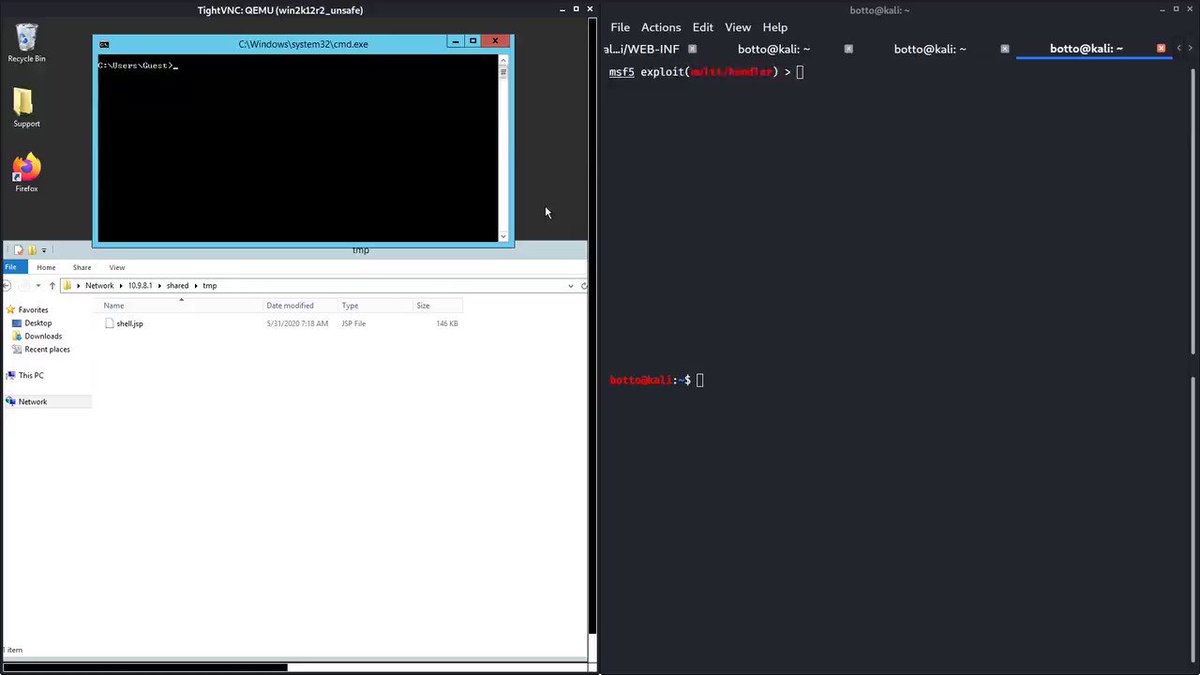 TightVNC: QEMU (win2k12r2_unsafe)
Recycle Bin
Support
Firefox
C:\Windows\system32\cmd.exe
C:\Users\Guest>_
tmp
File Home Share View
Network 10.9.8.1 shared tmp
Name Date modified Type Size
Favorites
Desktop
Downloads
Recent places
This PC
Network
shell.jsp 5/31/2020 7:18 AM JSP File 146 KB
1 item
botto@kali: ~
File Actions Edit View Help
al…i/WEB-INF botto@kali: ~ botto@kali: ~ botto@kali: ~
msf5 exploit(multi/handler) >
botto@kali:~$